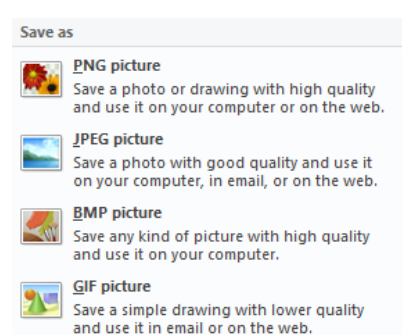 Save as
PNG picture
Save a photo or drawing with high quality
and use it on your computer or on the web.
JPEG picture
Save a photo with good quality and use it
on your computer, in email, or on the web.
BMP picture
Save any kind of picture with high quality
and use it on your computer.
GIF picture
Save a simple drawing with lower quality
and use it in email or on the web.